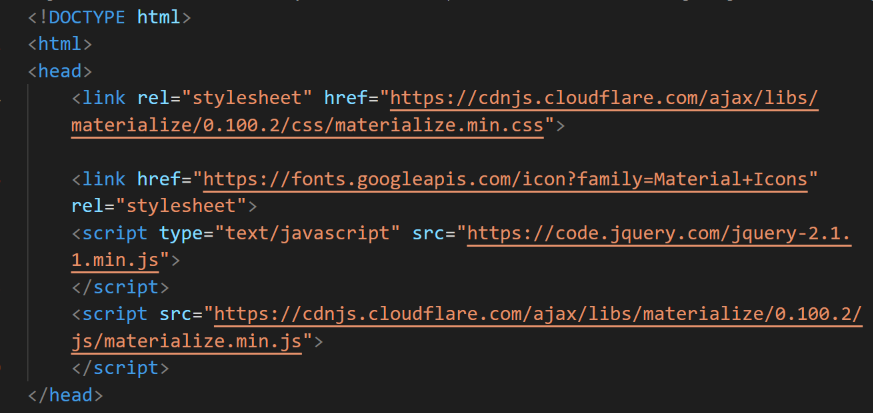 <!DOCTYPE html>
<html>
<head>
<link rel="stylesheet" href="https://cdnjs.cloudflare.com/ajax/libs/
materialize/0.100.2/css/materialize.min.css">
<link href="https://fonts.googleapis.com/icon?family=Material+Icons"
rel="stylesheet">
<script type="text/javascript" src="https://code.jquery.com/jquery-2.1.
1.min.js">
</script>
<script src="https://cdnjs.cloudflare.com/ajax/libs/materialize/0.100.2/
js/materialize.min.js">
</script>
</head>